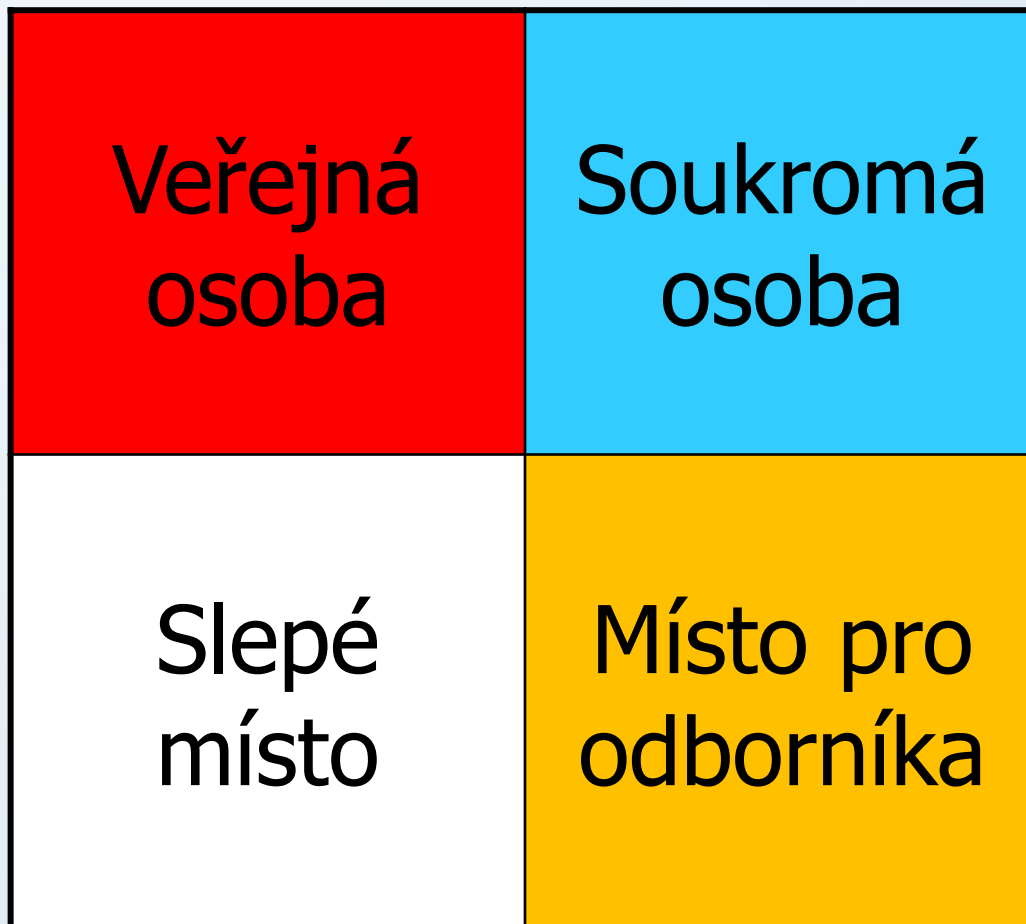 Veřejná
osoba
Soukromá
osoba
Slepé
místo
Místo pro
odborníka